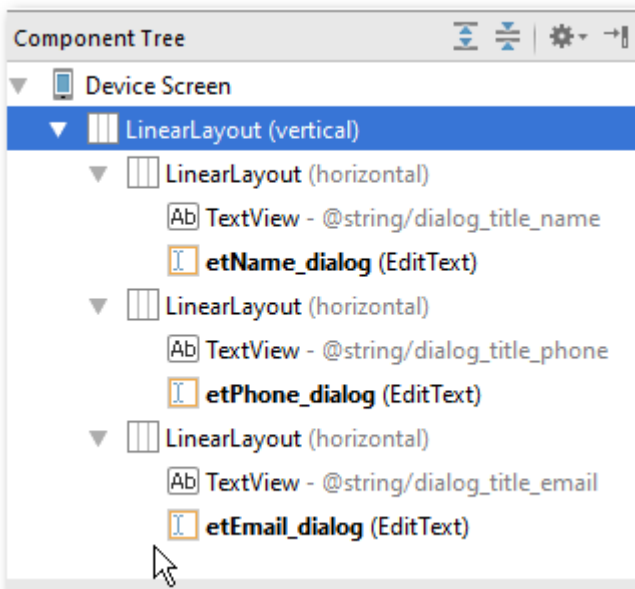 Component Tree
Device Screen
LinearLayout (vertical)
LinearLayout (horizontal)
Ab TextView - @string/dialog_title_name
etName_dialog (EditText)
LinearLayout (horizontal)
Ab TextView - @string/dialog_title_phone
etPhone_dialog (EditText)
LinearLayout (horizontal)
Ab TextView - @string/dialog_title_email
etEmail_dialog (EditText)